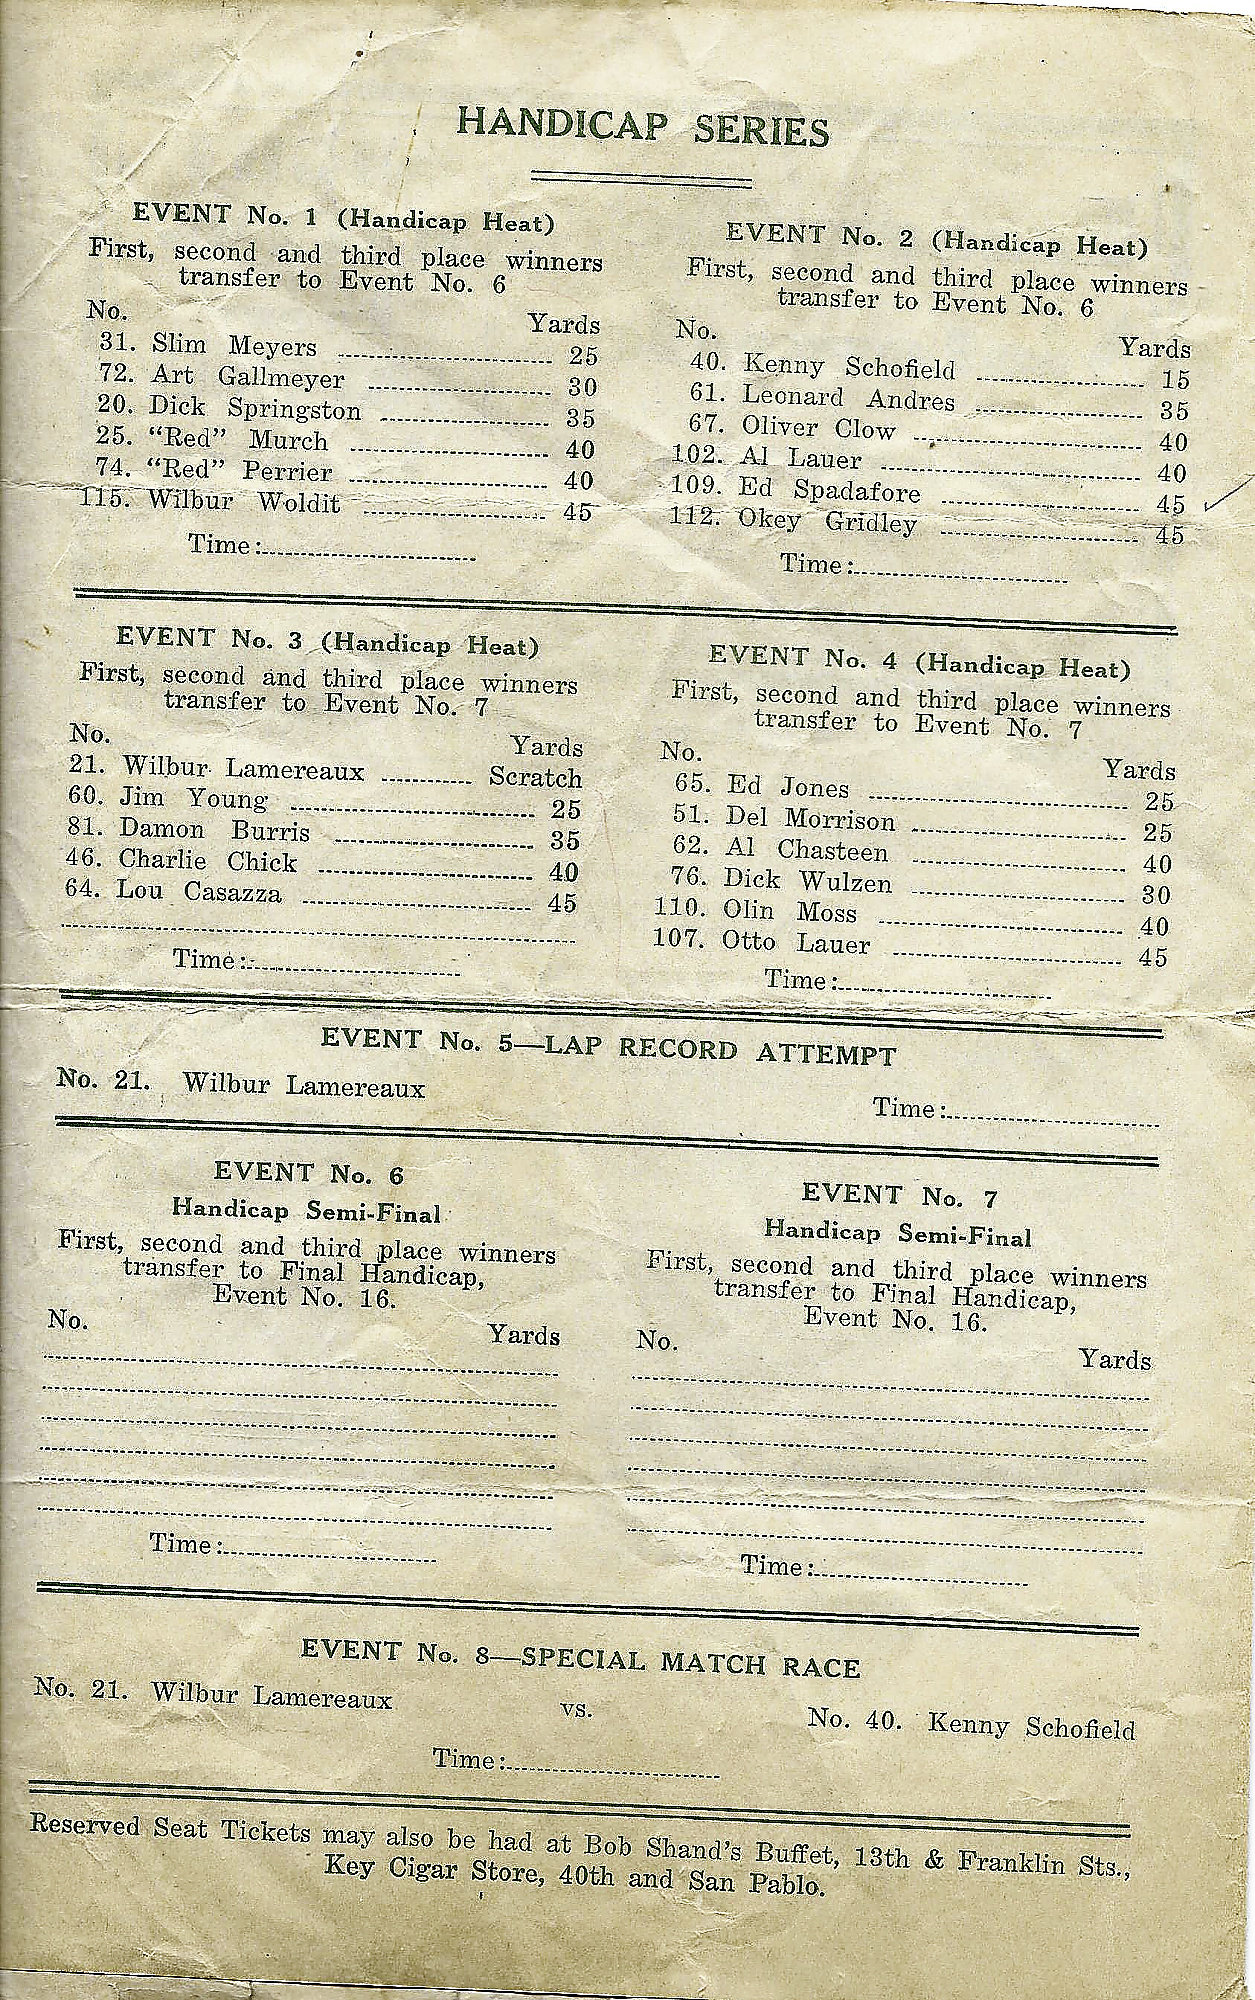 HANDICAP SERIES
EVENT No. 1 (Handicap Heat)
First, second and third place winners
transfer to Event No. 6
No.
Yards
31. Slim Meyers 25
72. Art Gallmeyer 30
20. Dick Springston 35
25. “Red” Murch 40
74. “Red” Perrier 40
115. Wilbur Woldit 45
Time:
EVENT No. 2 (Handicap Heat)
First, second and third place winners
transfer to Event No. 6
No.
Yards
40. Kenny Schofield 15
61. Leonard Andres 35
67. Oliver Clow 40
102. Al Lauer 40
109. Ed Spadafore 45
112. Okey Gridley 45
Time:
EVENT No. 3 (Handicap Heat)
First, second and third place winners
transfer to Event No. 7
No.
Yards
21. Wilbur Lamereaux Scratch
60. Jim Young 25
81. Damon Burris 35
46. Charlie Chick 40
64. Lou Casazza 45
Time:
EVENT No. 4 (Handicap Heat)
First, second and third place winners
transfer to Event No. 7
No.
Yards
65. Ed Jones 25
51. Del Morrison 25
62. Al Chasteen 40
76. Dick Wulzen 30
110. Olin Moss 40
107. Otto Lauer 45
Time:
EVENT No. 5—LAP RECORD ATTEMPT
No. 21. Wilbur Lamereaux
Time:
EVENT No. 6
Handicap Semi-Final
First, second and third place winners
transfer to Final Handicap,
Event No. 16.
No.
Yards
Time:
EVENT No. 7
Handicap Semi-Final
First, second and third place winners
transfer to Final Handicap,
Event No. 16.
No.
Yards
Time:
EVENT No. 8—SPECIAL MATCH RACE
No. 21. Wilbur Lamereaux vs. No. 40. Kenny Schofield
Time:
Reserved Seat Tickets may also be had at Bob Shand's Buffet, 13th & Franklin Sts.,
Key Cigar Store, 40th and San Pablo.